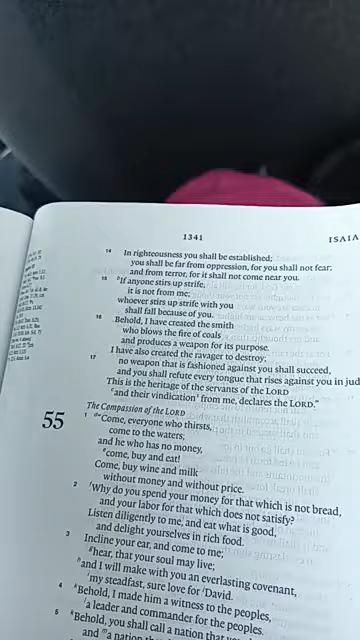 1341
ISAIA
14 In righteousness you shall be established;
you shall be far from oppression, for you shall not fear;
and from terror, for it shall not come near you.
15 If anyone stirs up strife,
it is not from me;
whoever stirs up strife with you
shall fall because of you.
16 Behold, I have created the smith
who blows the fire of coals
and produces a weapon for its purpose.
I have also created the ravager to destroy;
17 no weapon that is fashioned against you shall succeed,
and you shall refute every tongue that rises against you in jud
This is the heritage of the servants of the LORD
and their vindication from me, declares the LORD."
The Compassion of the LORD
55
1 "Come, everyone who thirsts,
come to the waters;
and he who has no money,
come, buy and eat!
Come, buy wine and milk
without money and without price.
2 Why do you spend your money for that which is not bread,
and your labor for that which does not satisfy?
Listen diligently to me, and eat what is good,
and delight yourselves in rich food.
3 Incline your ear, and come to me;
hear, that your soul may live;
and I will make with you an everlasting covenant,
my steadfast, sure love for David.
4 Behold, I made him a witness to the peoples,
a leader and commander for the peoples.
5 Behold, you shall call a nation that
and a nation